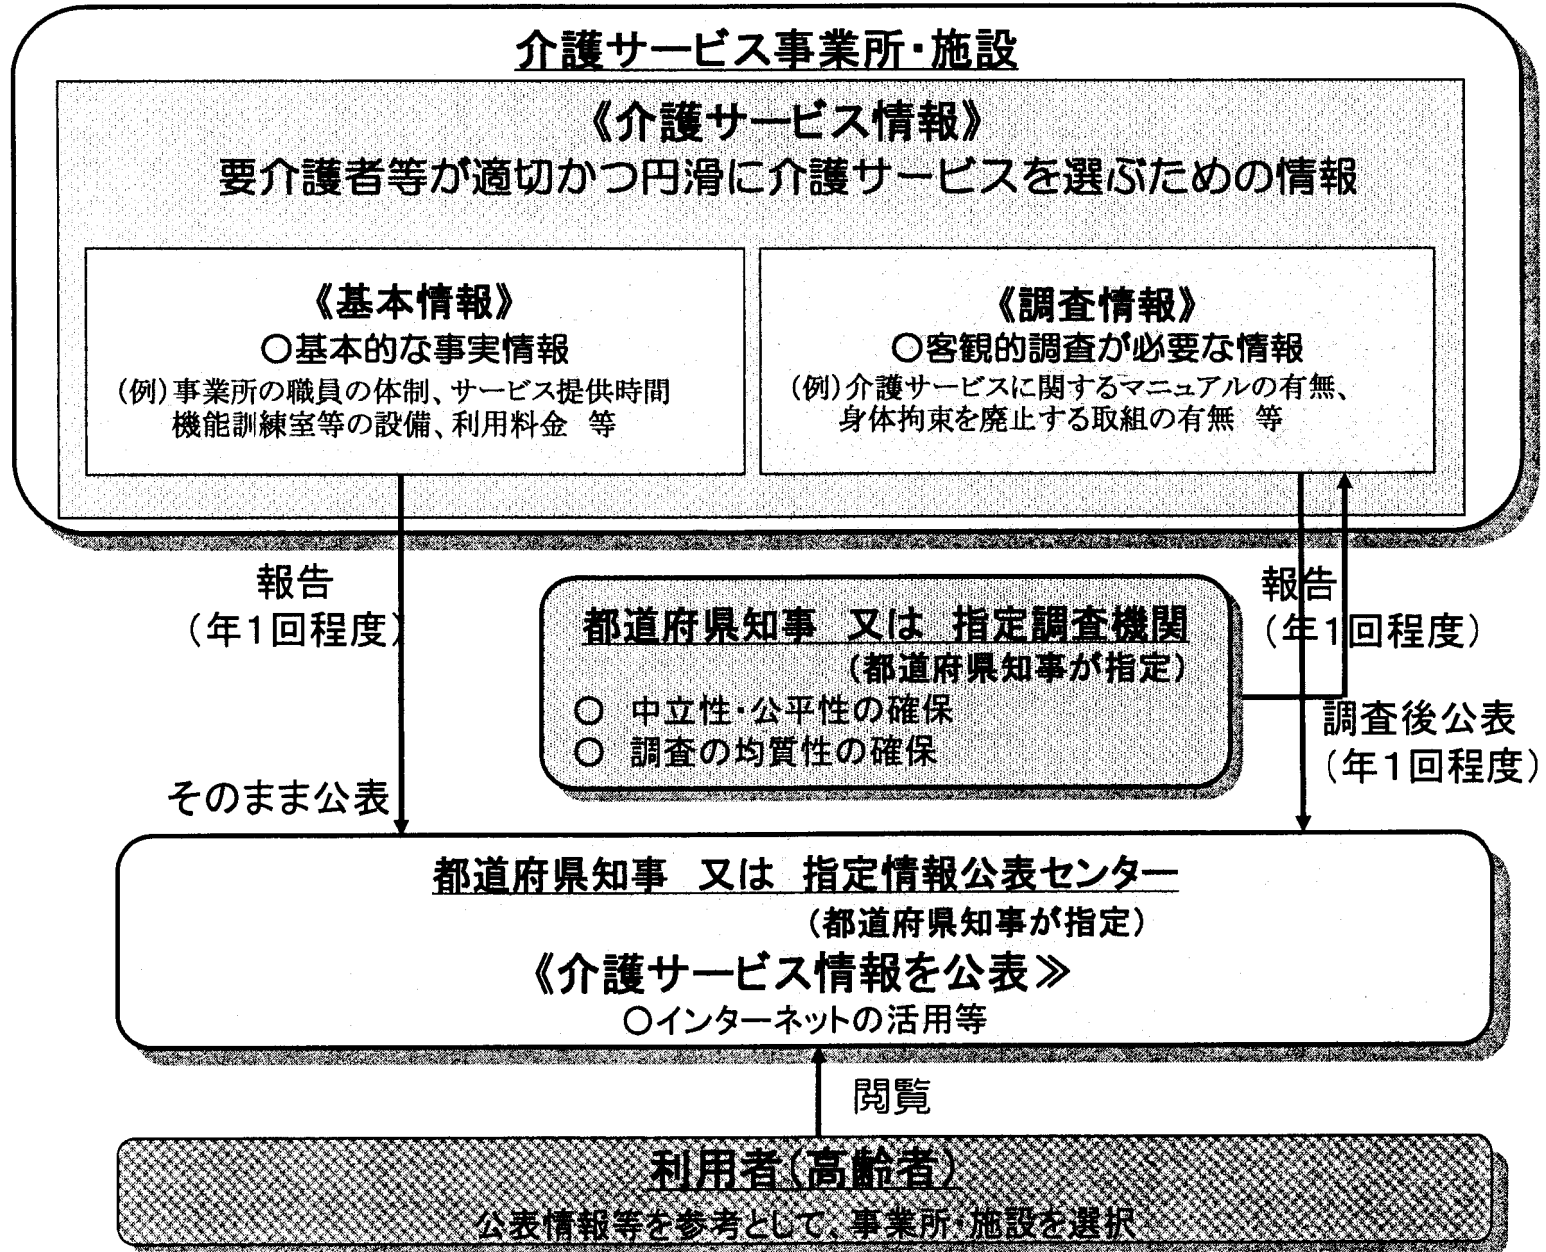 介護サービス事業所・施設
《介護サービス情報》
要介護者等が適切かつ円滑に介護サービスを選ぶための情報
《基本情報》
○基本的な事実情報
(例)事業所の職員の体制、サービス提供時間
機能訓練室等の設備、利用料金 等
《調査情報》
○客観的調査が必要な情報
(例)介護サービスに関するマニュアルの有無、
身体拘束を廃止する取組の有無 等
報告
(年1回程度)
そのまま公表
都道府県知事 又は 指定調査機関
(都道府県知事が指定)
○ 中立性・公平性の確保
○ 調査の均質性の確保
報告
(年1回程度)
調査後公表
(年1回程度)
都道府県知事 又は 指定情報公表センター
(都道府県知事が指定)
《介護サービス情報を公表≫
○インターネットの活用等
閲覧
利用者(高齢者)
公表情報等を参考として、事業所・施設を選択